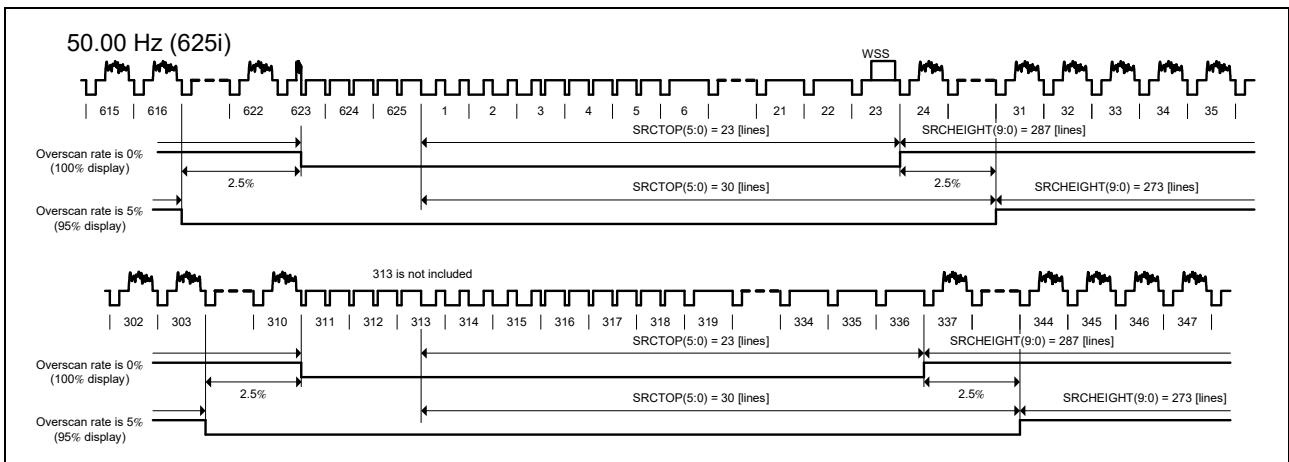 50.00 Hz (625i)
WSS
615 616 622 623 624 625 1 2 3 4 5 6 21 22 23 24 31 32 33 34 35
SRCTOP(5:0) = 23 [lines] SRCHEIGHT(9:0) = 287 [lines]
Overscan rate is 0%
(100% display)
2.5% 2.5%
SRCTOP(5:0) = 30 [lines] SRCHEIGHT(9:0) = 273 [lines]
Overscan rate is 5%
(95% display)
313 is not included
302 303 310 311 312 313 314 315 316 317 318 319 334 335 336 337 344 345 346 347
SRCTOP(5:0) = 23 [lines] SRCHEIGHT(9:0) = 287 [lines]
Overscan rate is 0%
(100% display)
2.5% 2.5%
SRCTOP(5:0) = 30 [lines] SRCHEIGHT(9:0) = 273 [lines]
Overscan rate is 5%
(95% display)